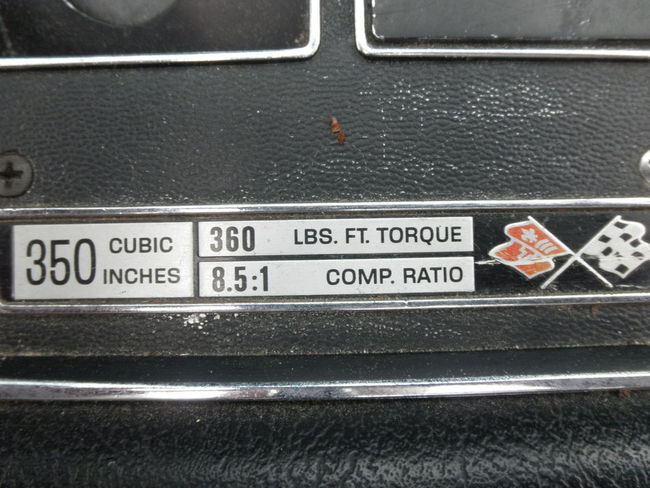 350 CUBIC INCHES
360 LBS. FT. TORQUE
8.5:1 COMP. RATIO